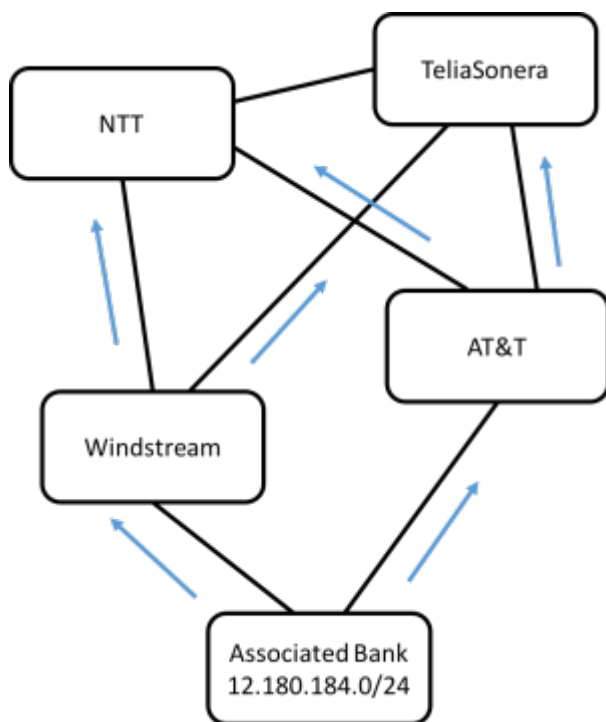 TeliaSonera
NTT
AT&T
Windstream
Associated Bank
12.180.184.0/24